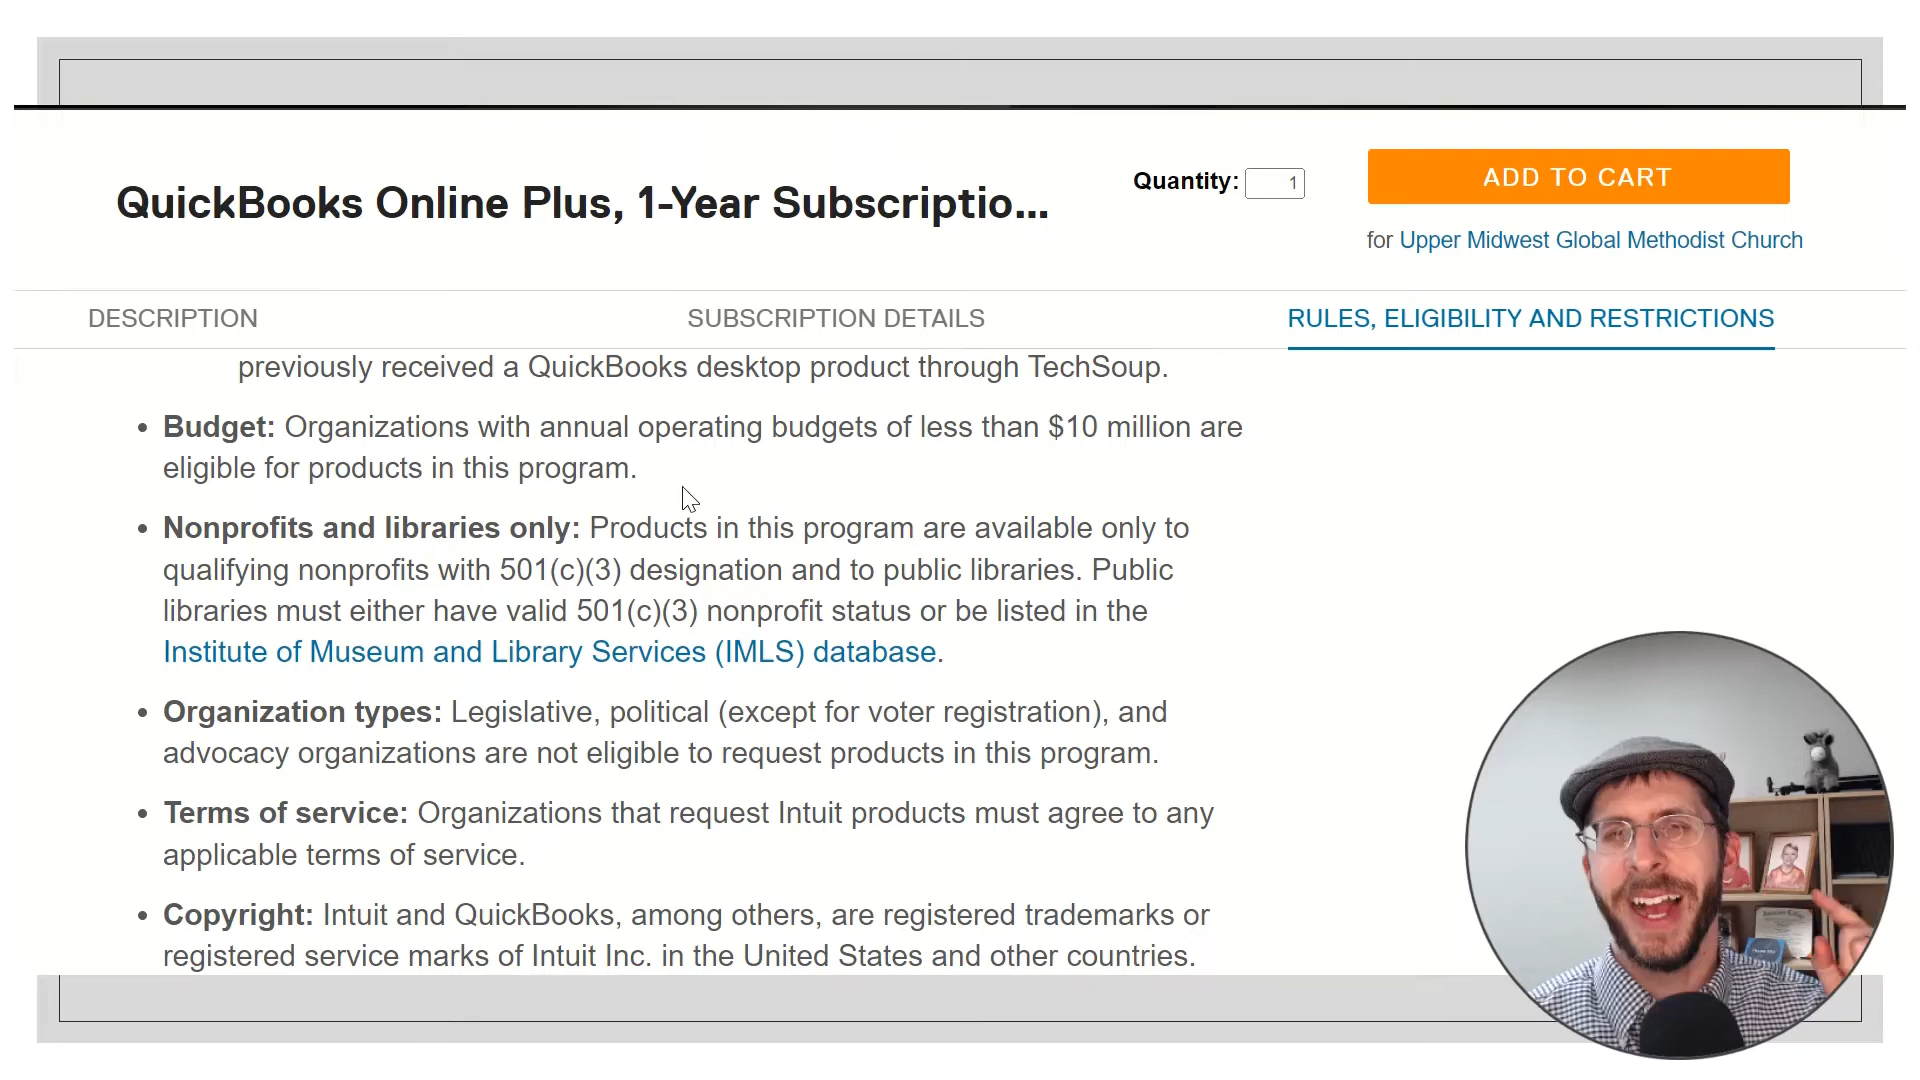 QuickBooks Online Plus, 1-Year Subscriptio...
Quantity: 1
ADD TO CART
for Upper Midwest Global Methodist Church
DESCRIPTION
SUBSCRIPTION DETAILS
RULES, ELIGIBILITY AND RESTRICTIONS
previously received a QuickBooks desktop product through TechSoup.
• Budget: Organizations with annual operating budgets of less than $10 million are
eligible for products in this program.
• Nonprofits and libraries only: Products in this program are available only to
qualifying nonprofits with 501(c)(3) designation and to public libraries. Public
libraries must either have valid 501(c)(3) nonprofit status or be listed in the
Institute of Museum and Library Services (IMLS) database.
• Organization types: Legislative, political (except for voter registration), and
advocacy organizations are not eligible to request products in this program.
• Terms of service: Organizations that request Intuit products must agree to any
applicable terms of service.
• Copyright: Intuit and QuickBooks, among others, are registered trademarks or
registered service marks of Intuit Inc. in the United States and other countries.